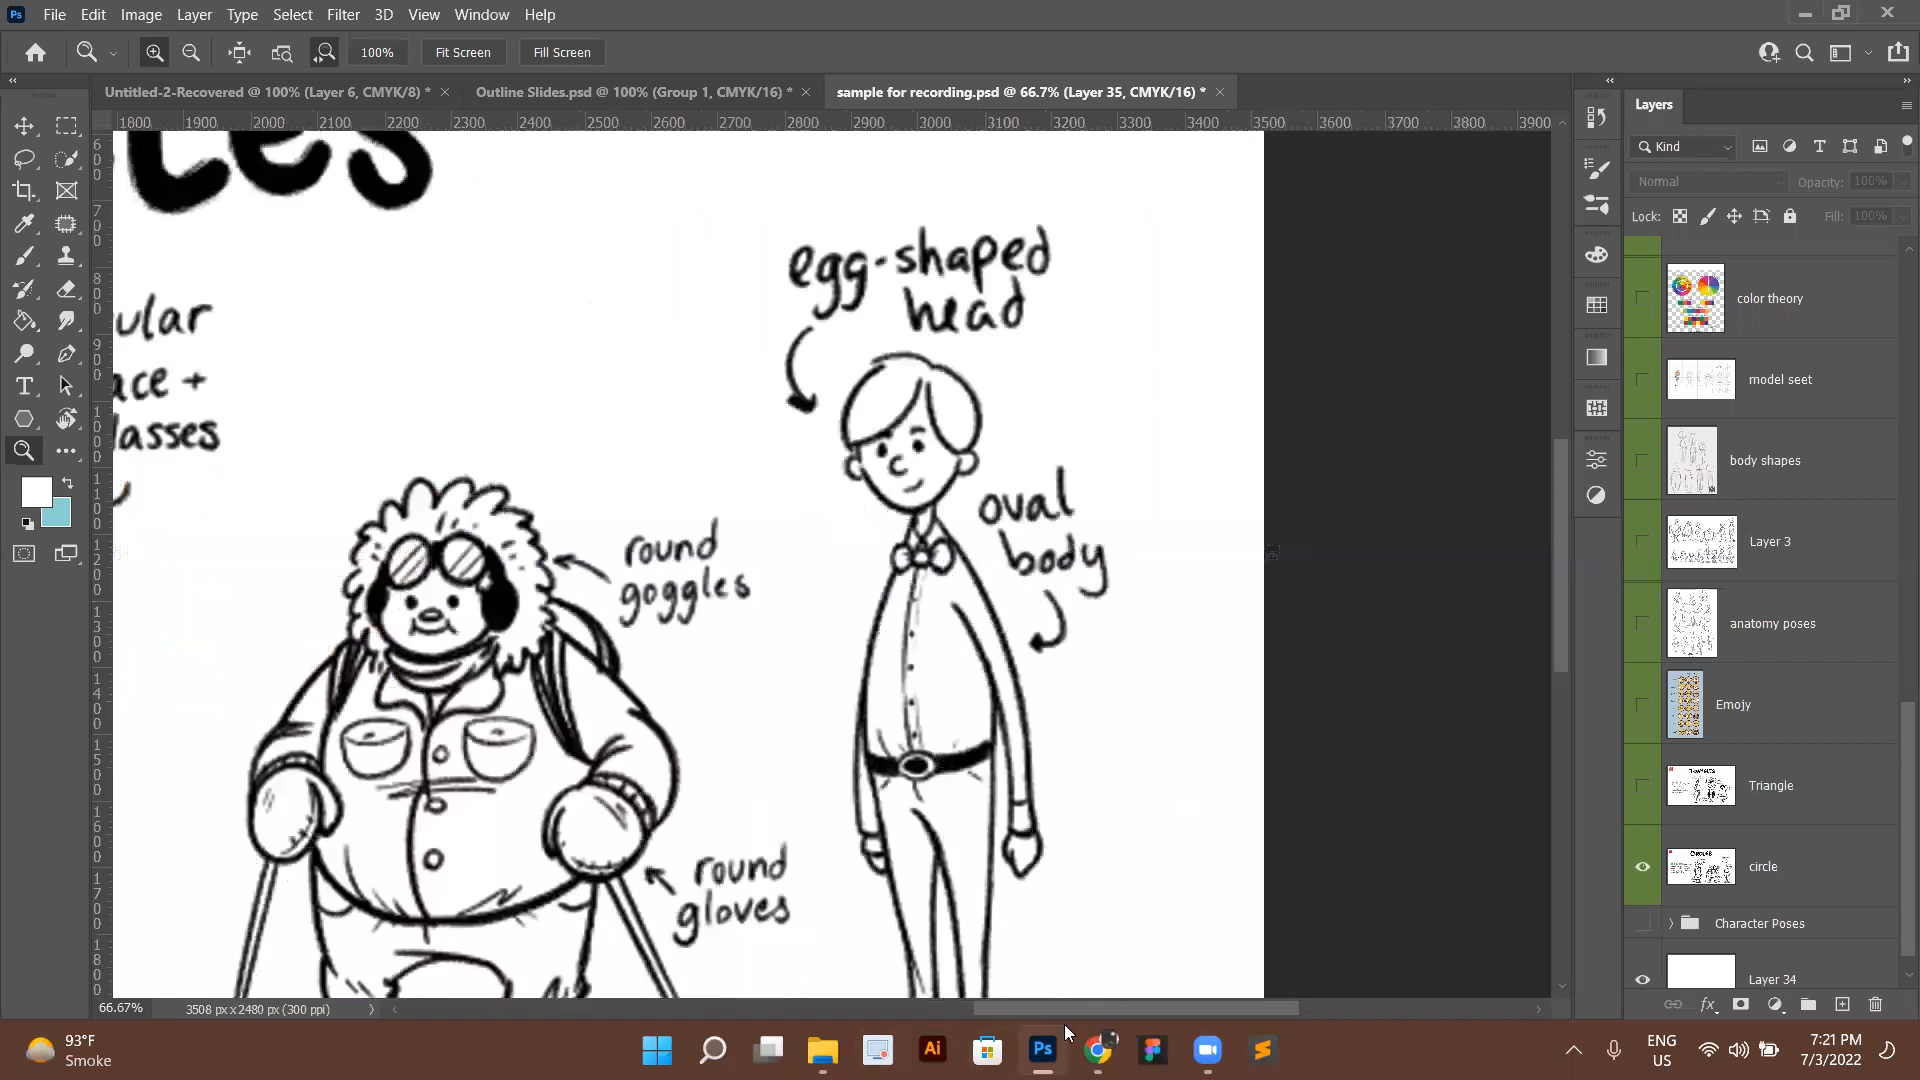 Ps File Edit Image Layer Type Select Filter 3D View Window Help
100% Fit Screen Fill Screen
Untitled-2-Recovered @ 100% (Layer 6, CMYK/8) *
Outline Slides.psd @ 100% (Group 1, CMYK/16) *
sample for recording.psd @ 66.7% (Layer 35, CMYK/16) *
1800 1900 2000 2100 2200 2300 2400 2500 2600 2700 2800 2900 3000 3100 3200 3300 3400 3500 3600 3700 3800 3900
Layers
Kind
Normal Opacity: 100%
Lock: Fill: 100%
color theory
model seet
body shapes
Layer 3
anatomy poses
Emojy
Triangle
circle
Character Poses
Layer 34
les
egg-shaped
head
ular
ace +
lasses
oval
body
round
goggles
round
gloves
66.67% 3508 px x 2480 px (300 ppi)
93°F
Smoke
Ai
Ps
ENG
US
7:21 PM
7/3/2022